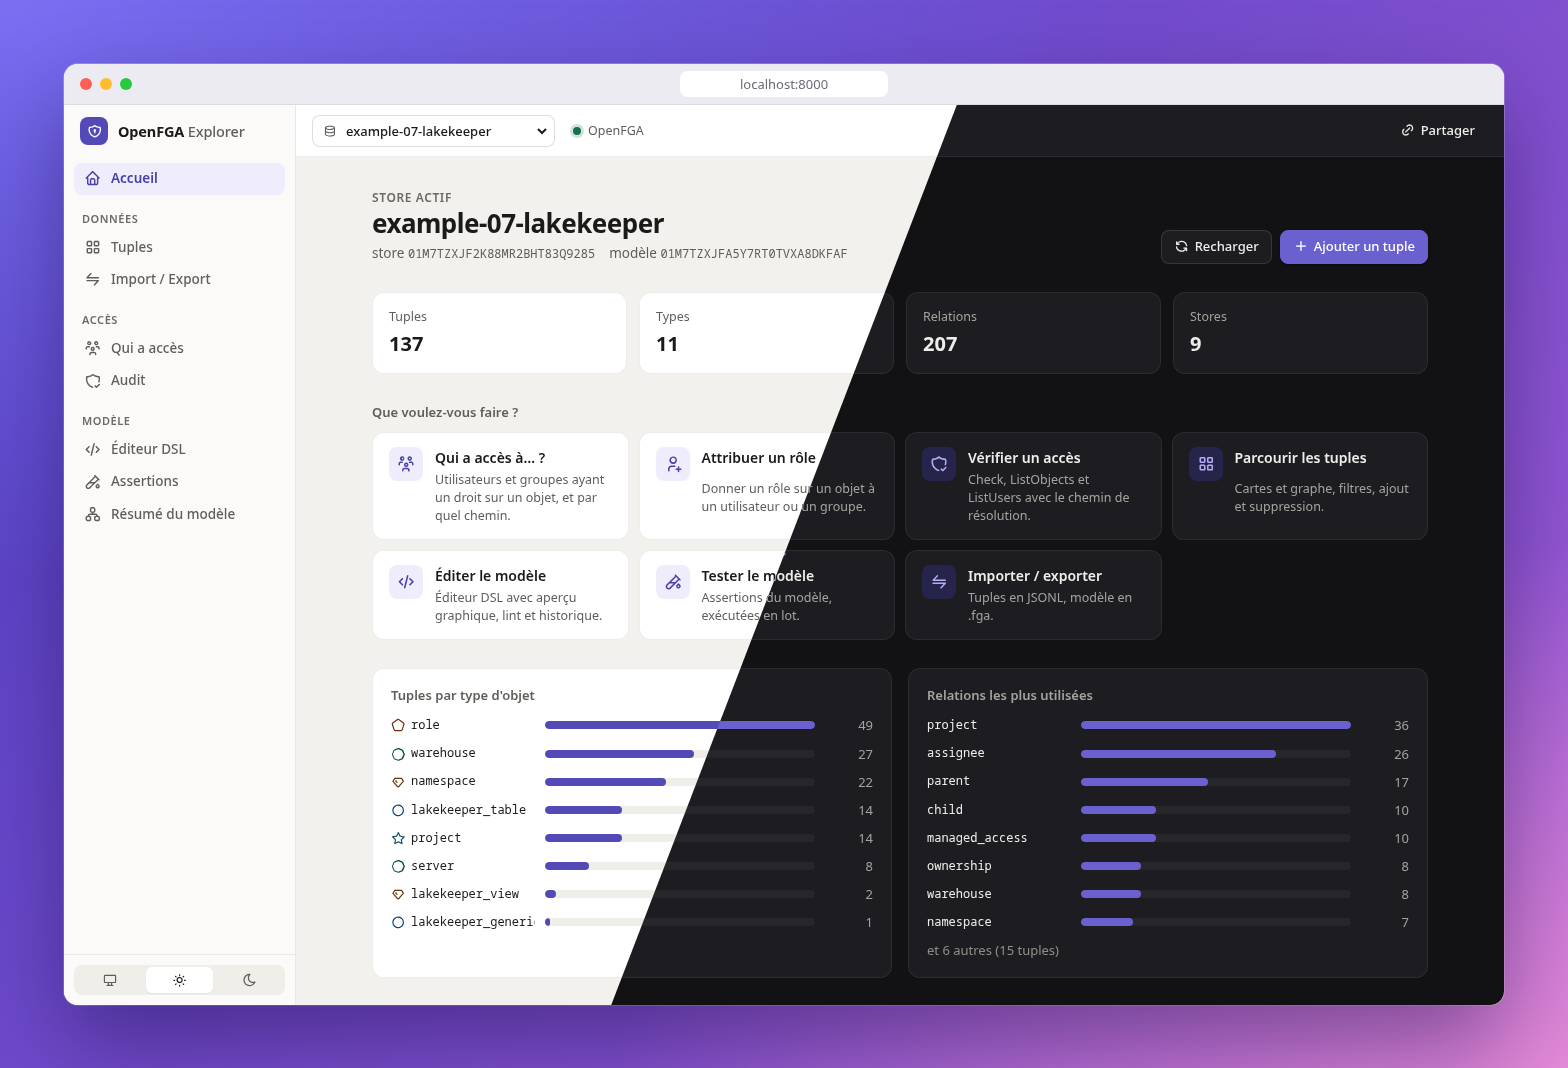 localhost:8000
OpenFGA Explorer
example-07-lakekeeper
OpenFGA
Partager
Accueil
DONNÉES
Tuples
Import / Export
ACCÈS
Qui a accès
Audit
MODÈLE
Éditeur DSL
Assertions
Résumé du modèle
STORE ACTIF
example-07-lakekeeper
store 01M7TZXJF2K88MR2BHT83Q9285 modèle 01M7TZXJFA5Y7RT0TVXA8DKFAF
Recharger
Ajouter un tuple
Tuples
137
Types
11
Relations
207
Stores
9
Que voulez-vous faire ?
Qui a accès à... ?
Utilisateurs et groupes ayant
un droit sur un objet, et par
quel chemin.
Attribuer un rôle
Donner un rôle sur un objet à
un utilisateur ou un groupe.
Vérifier un accès
Check, ListObjects et
ListUsers avec le chemin de
résolution.
Parcourir les tuples
Cartes et graphe, filtres, ajout
et suppression.
Éditer le modèle
Éditeur DSL avec aperçu
graphique, lint et historique.
Tester le modèle
Assertions du modèle,
exécutées en lot.
Importer / exporter
Tuples en JSONL, modèle en
.fga.
Tuples par type d'objet
role 49
warehouse 27
namespace 22
lakekeeper_table 14
project 14
server 8
lakekeeper_view 2
lakekeeper_generi 1
Relations les plus utilisées
project 36
assignee 26
parent 17
child 10
managed_access 10
ownership 8
warehouse 8
namespace 7
et 6 autres (15 tuples)